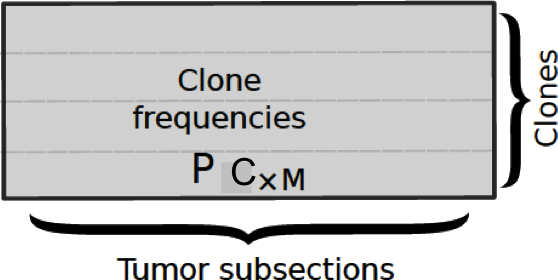 Clone
frequencies
P C×M
Clones
Tumor subsections